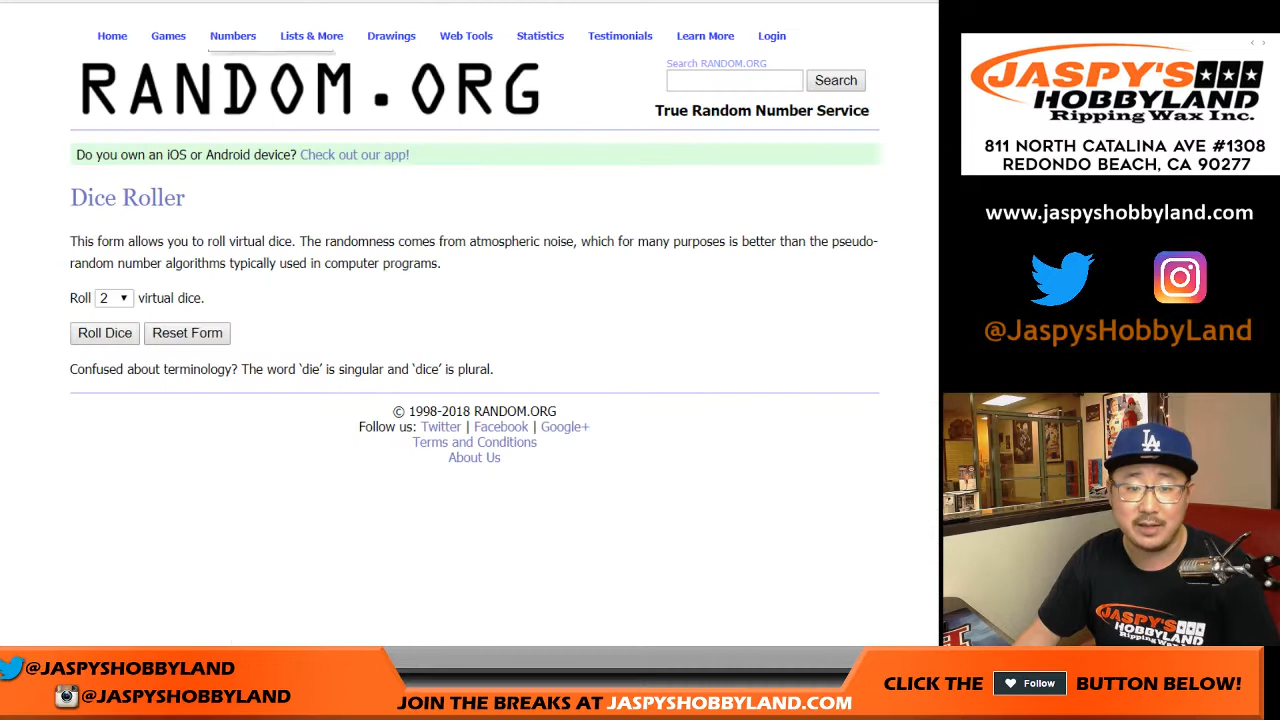 Home Games Numbers Lists & More Drawings Web Tools Statistics Testimonials Learn More Login
RANDOM.ORG
Search RANDOM.ORG
Search
True Random Number Service
Do you own an iOS or Android device? Check out our app!
Dice Roller
This form allows you to roll virtual dice. The randomness comes from atmospheric noise, which for many purposes is better than the pseudo-
random number algorithms typically used in computer programs.
Roll 2 virtual dice.
Roll Dice Reset Form
Confused about terminology? The word ‘die’ is singular and ‘dice’ is plural.
© 1998-2018 RANDOM.ORG
Follow us: Twitter | Facebook | Google+
Terms and Conditions
About Us
JASPY'S
HOBBYLAND
Ripping Wax Inc.
811 NORTH CATALINA AVE #1308
REDONDO BEACH, CA 90277
www.jaspyshobbyland.com
@JaspysHobbyLand
LA
JASPY'S
HOBBYLAND
Ripping Wax Inc.
@JASPYSHOBBYLAND
@JASPYSHOBBYLAND
JOIN THE BREAKS AT JASPYSHOBBYLAND.COM
CLICK THE Follow BUTTON BELOW!